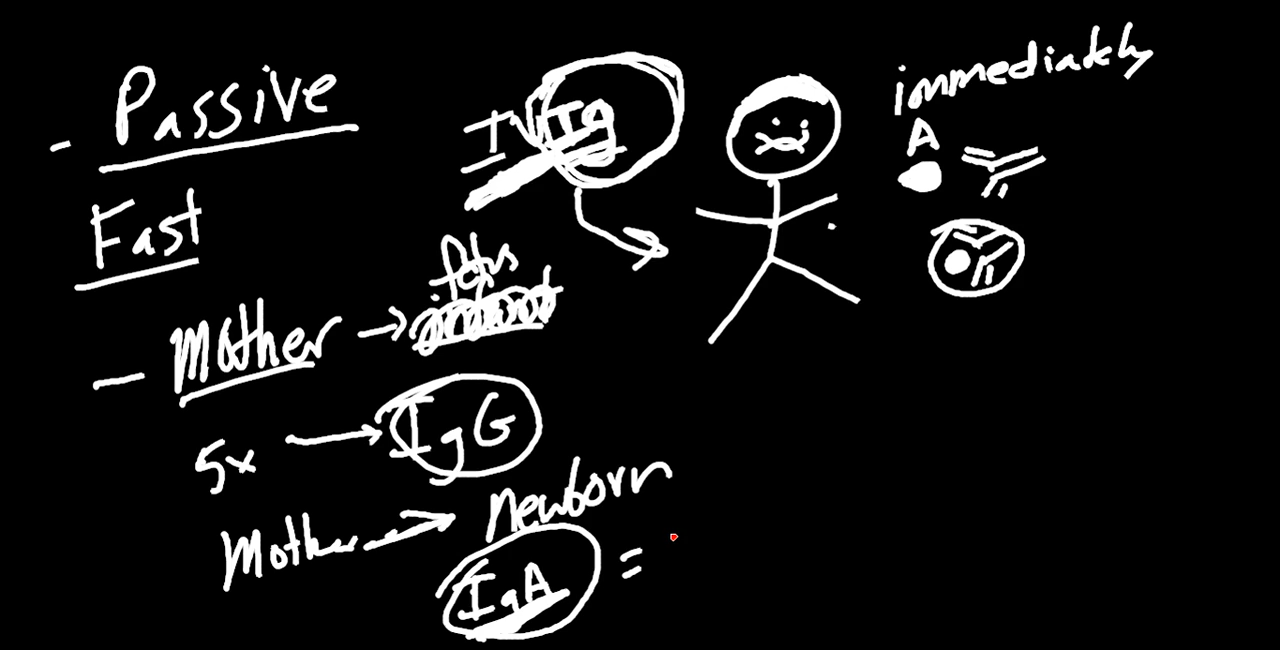 - Passive
IVIg
immediately
A
Fast
fetus
- Mother →
5x → IgG
Mother → Newborn
IgA =